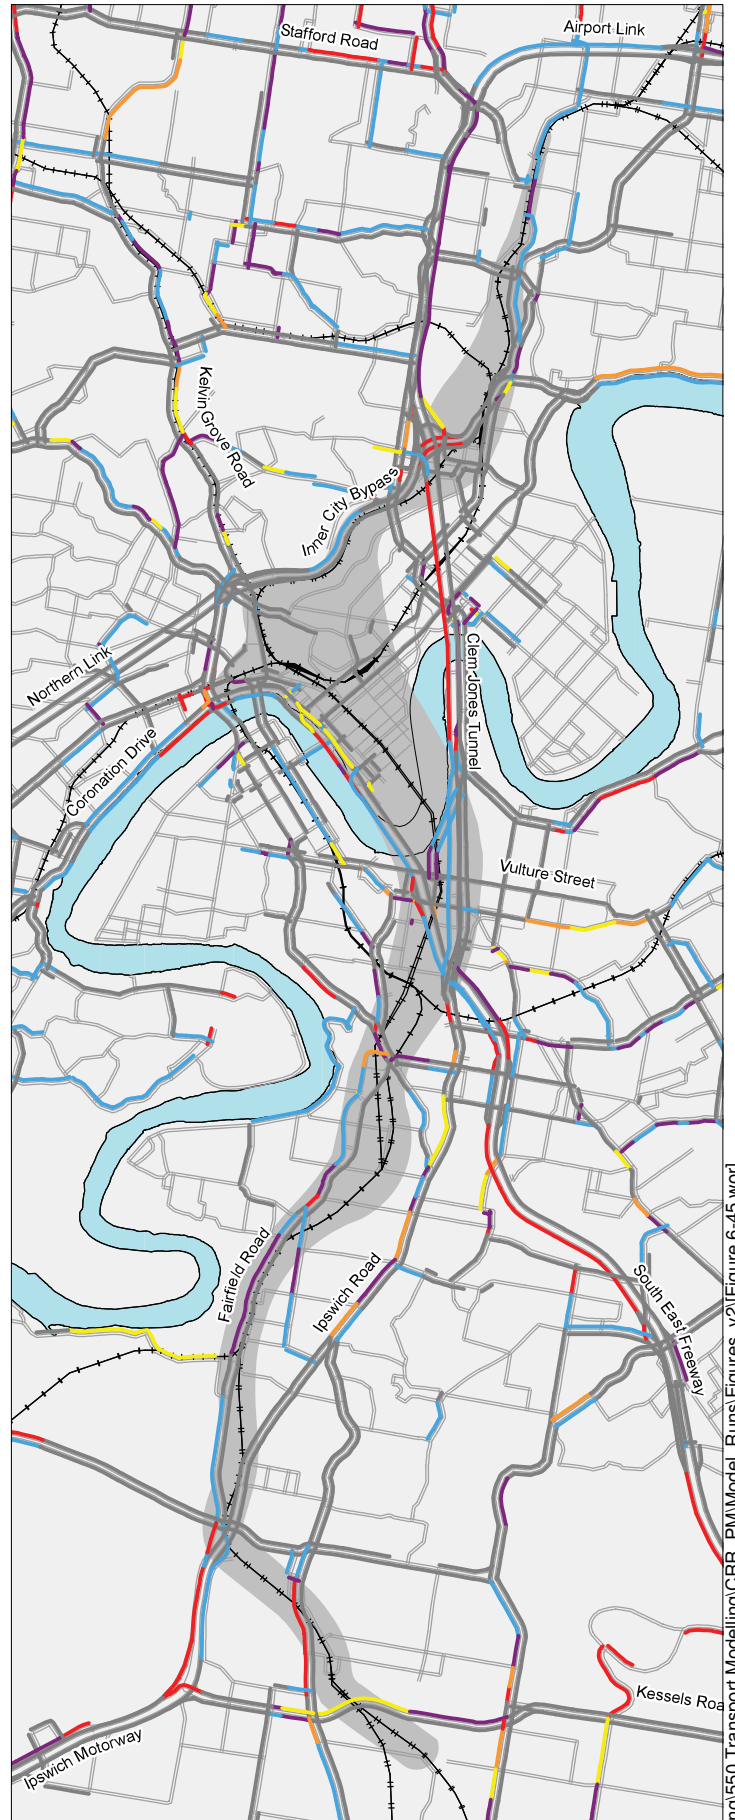 Stafford Road
Airport Link
Kelvin Grove Road
Inner City Bypass
Northern Link
Clem Jones Tunnel
Coronation Drive
Vulture Street
Fairfield Road
Ipswich Road
South East Freeway
Kessels Roa
Ipswich Motorway
ng\550 Transport Modelling\CRR_PM\Model_Runs\Figures_v2\[Figure 6-45.wor]